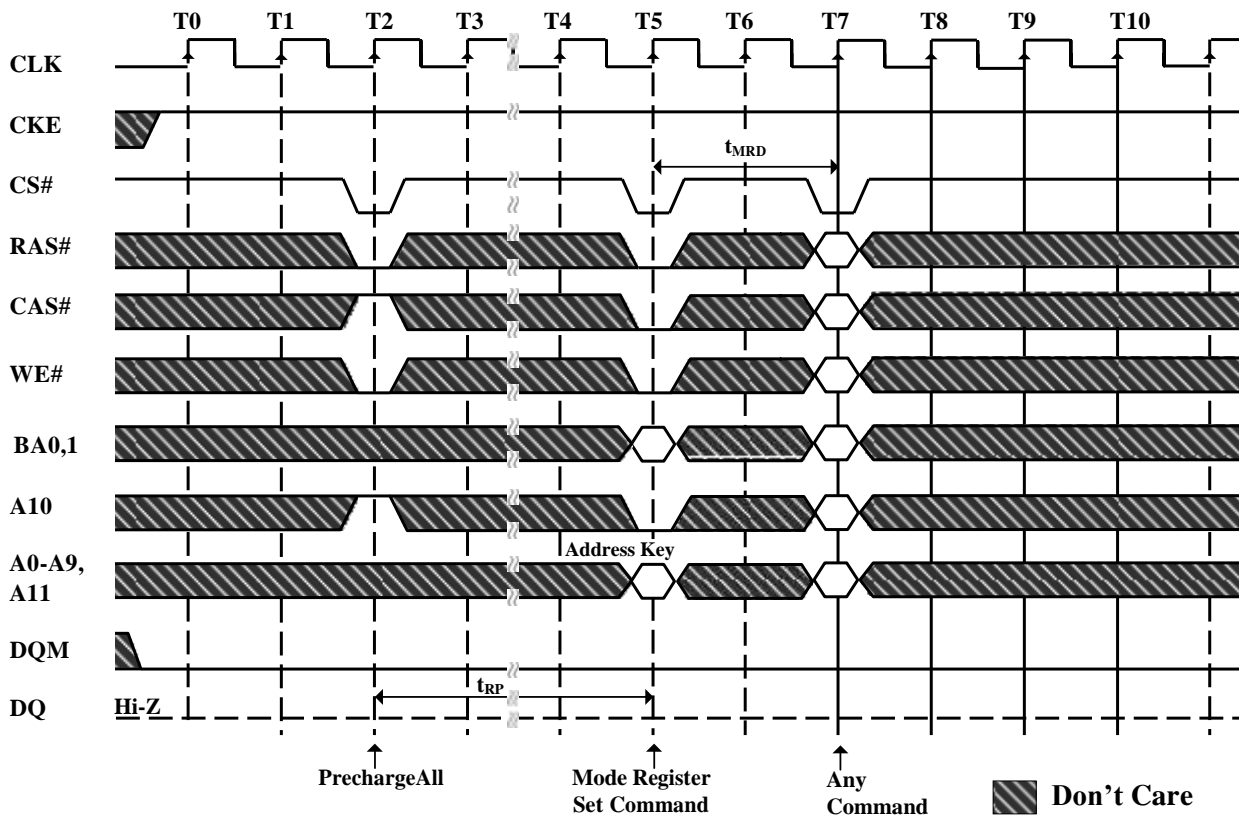 T0 T1 T2 T3 T4 T5 T6 T7 T8 T9 T10
CLK
CKE
tMRD
CS#
RAS#
CAS#
WE#
BA0,1
A10
Address Key
A0-A9,
A11
DQM
tRP
DQ Hi-Z
PrechargeAll
Mode Register
Set Command
Any
Command
Don't Care